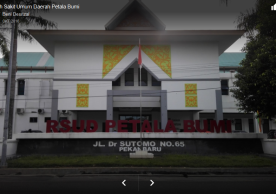 h Sakit Umum Daerah Petala Bumi
RSUD PETALA BUMI
JL. Dr SUTOMO NO.65
PEKAN BARU